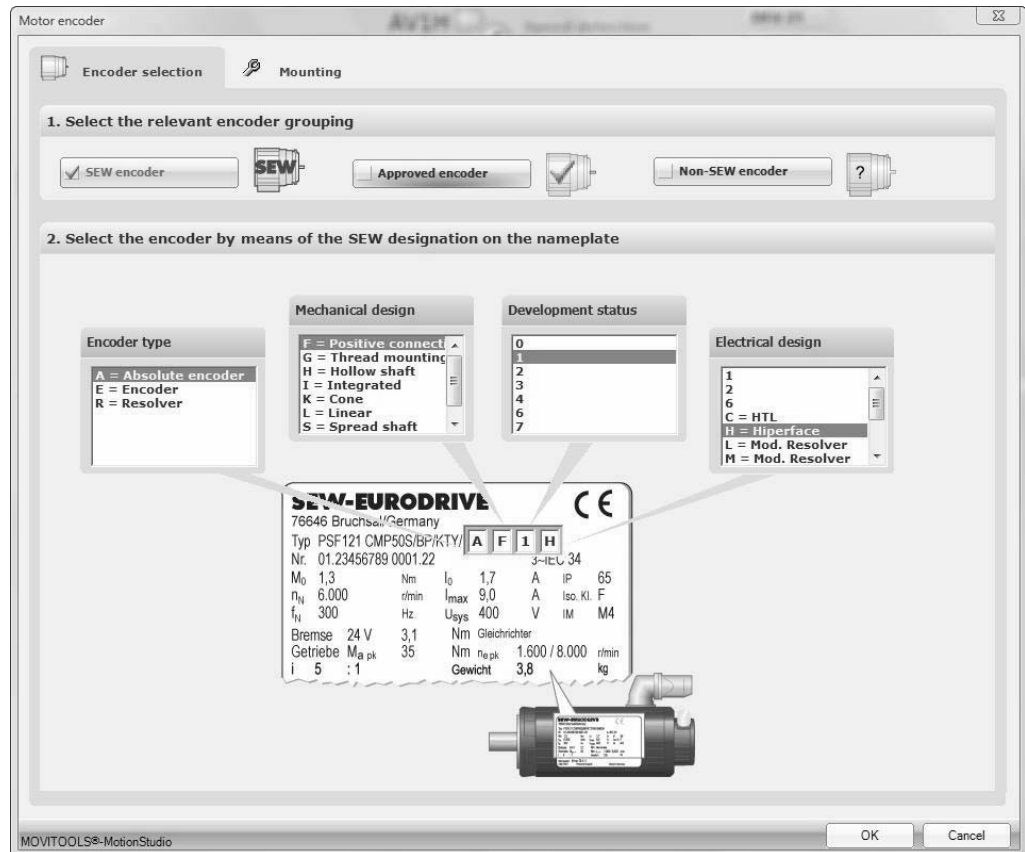 Motor encoder
Encoder selection
Mounting
1. Select the relevant encoder grouping
SEW encoder
SEW
Approved encoder
Non-SEW encoder
?
2. Select the encoder by means of the SEW designation on the nameplate
Encoder type
A = Absolute encoder
E = Encoder
R = Resolver
Mechanical design
F = Positive connecti
G = Thread mounting
H = Hollow shaft
I = Integrated
K = Cone
L = Linear
S = Spread shaft
Development status
0
1
2
3
4
6
7
Electrical design
1
2
6
C = HTL
H = Hiperface
L = Mod. Resolver
M = Mod. Resolver
SEW-EURODRIVE CE
76646 Bruchsal/Germany
Typ PSF121 CMP50S/BP/KTY/ A F 1 H
Nr. 01.23456789 0001.22 3~IEC 34
M0 1,3 Nm I0 1,7 A IP 65
nN 6.000 r/min Imax 9,0 A Iso. Kl. F
fN 300 Hz Usys 400 V IM M4
Bremse 24 V 3,1 Nm Gleichrichter
Getriebe Ma pk 35 Nm ne pk 1.600 / 8.000 r/min
i 5 :1 Gewicht 3,8 kg
SEW-EURODRIVE
MOVITOOLS®-MotionStudio
OK
Cancel